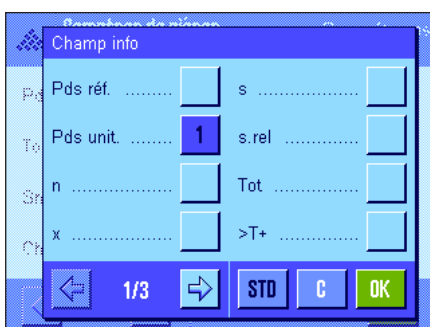 Champ info
Pds réf. .........
s ..................
Pds unit. ........ 1
s.rel ..............
n ...................
Tot ...............
x ...................
>T+ ..............
1/3
STD
C
OK